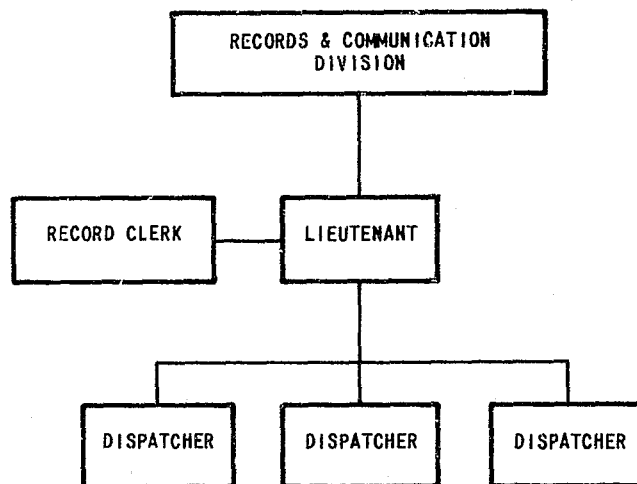 RECORDS & COMMUNICATION
DIVISION
RECORD CLERK
LIEUTENANT
DISPATCHER
DISPATCHER
DISPATCHER